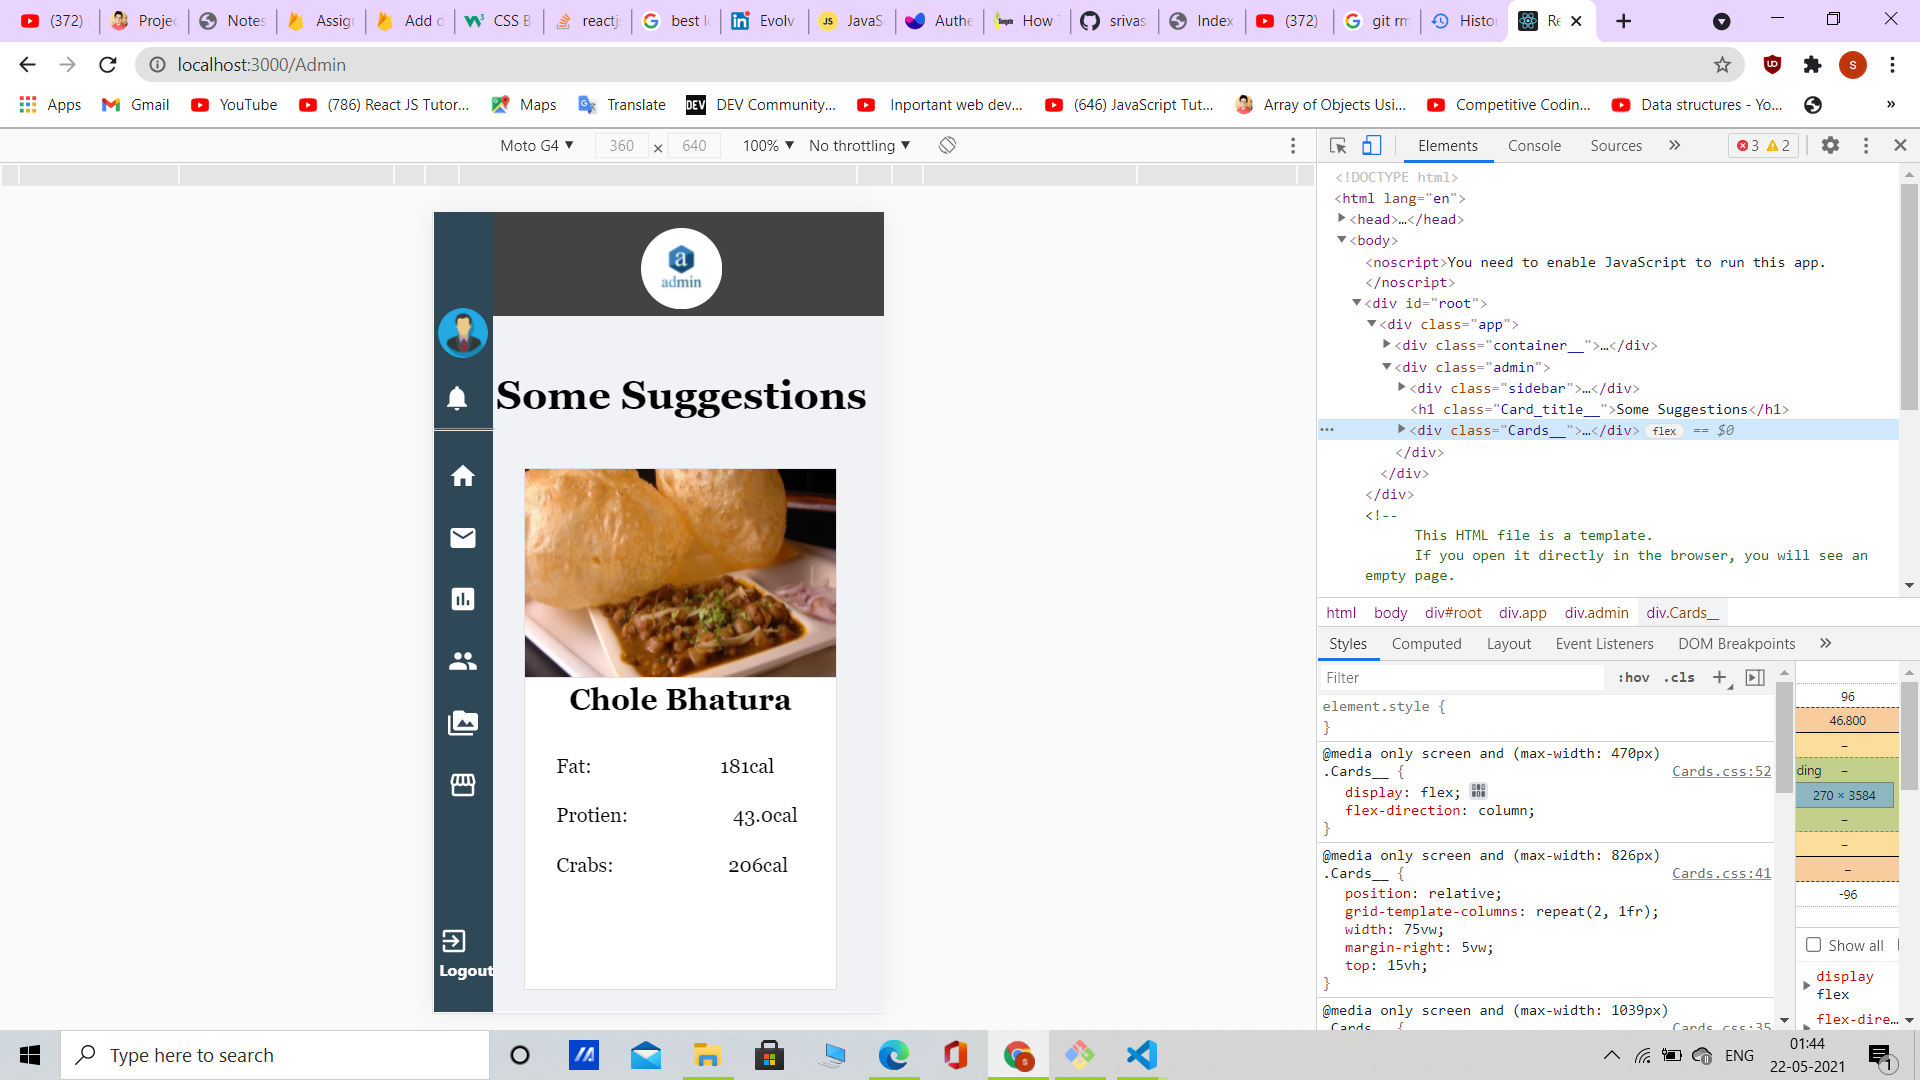 (372)
Projec
Notes
Assign
Add d
CSS B
reactjs
best le
Evolv
JavaSc
Authe
How T
srivas
Index
(372)
git rm
Histor
Re
localhost:3000/Admin
S
Apps
Gmail
YouTube
(786) React JS Tutor...
Maps
Translate
DEV Community...
Inportant web dev...
(646) JavaScript Tut...
Array of Objects Usi...
Competitive Codin...
Data structures - Yo...
»
Moto G4
360 × 640
100%
No throttling
Elements
Console
Sources
»
3
2
a
admin
Some Suggestions
Chole Bhatura
Fat: 181cal
Protien: 43.0cal
Crabs: 206cal
Logout
<!DOCTYPE html>
<html lang="en">
<head>…</head>
<body>
<noscript>You need to enable JavaScript to run this app.
</noscript>
<div id="root">
<div class="app">
<div class="container__">…</div>
<div class="admin">
<div class="sidebar">…</div>
<h1 class="Card_title__">Some Suggestions</h1>
<div class="Cards__">…</div> flex == $0
</div>
</div>
</div>
<!--
This HTML file is a template.
If you open it directly in the browser, you will see an
empty page.
html body div#root div.app div.admin div.Cards__
Styles Computed Layout Event Listeners DOM Breakpoints »
Filter
:hov .cls +
element.style {
}
@media only screen and (max-width: 470px)
.Cards__ { Cards.css:52
display: flex;
flex-direction: column;
}
@media only screen and (max-width: 826px)
.Cards__ { Cards.css:41
position: relative;
grid-template-columns: repeat(2, 1fr);
width: 75vw;
margin-right: 5vw;
top: 15vh;
}
@media only screen and (max-width: 1039px)
.Cards__ { Cards.css:35
96
46.800
–
ding –
270 × 3584
–
–
–
-96
Show all
display
flex
flex-dire…
Type here to search
ENG
01:44
22-05-2021
1